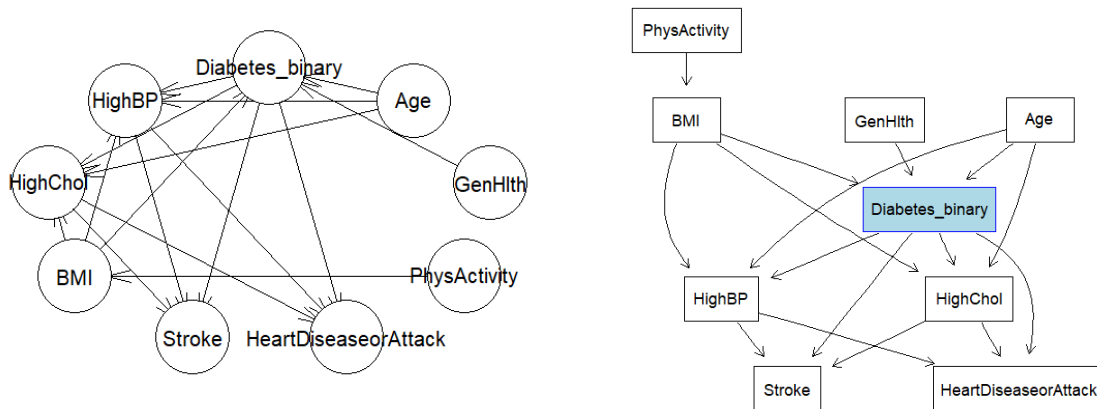 Diabetes_binary
HighBP
Age
HighChol
GenHlth
BMI
PhysActivity
Stroke
HeartDiseaseorAttack
PhysActivity
BMI
GenHlth
Age
Diabetes_binary
HighBP
HighChol
Stroke
HeartDiseaseorAttack